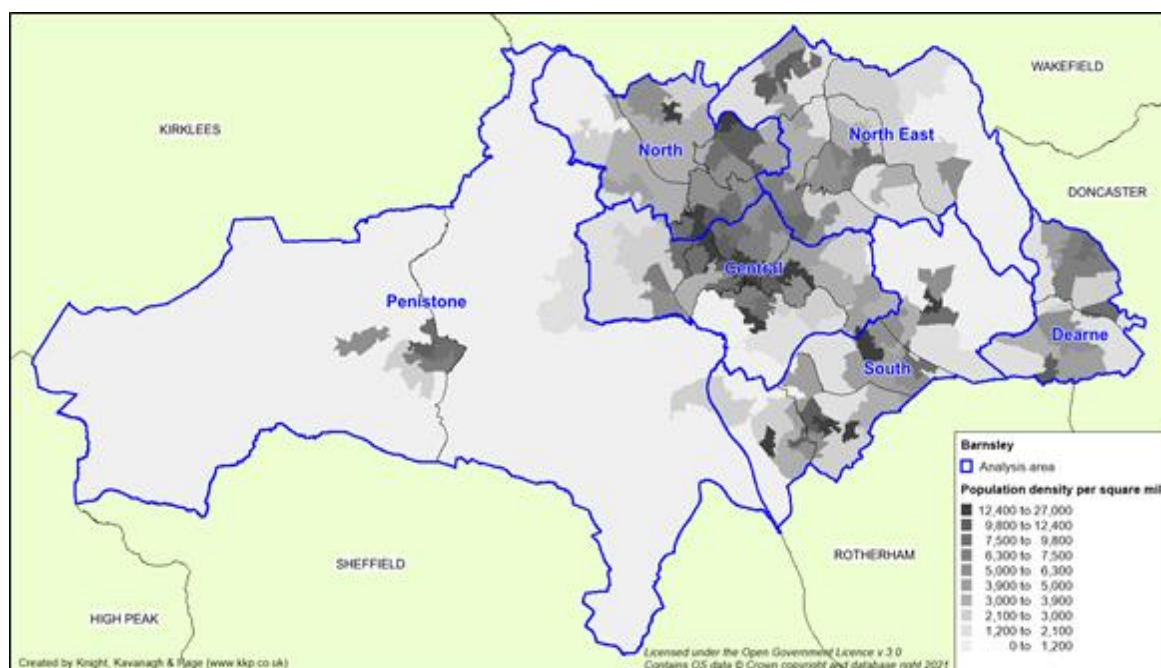 WAKEFIELD
KIRKLEES
North East
North
DONCASTER
Central
Penistone
Dearne
South
Barnsley
Analysis area
Population density per square mil
12,400 to 27,000
9,800 to 12,400
7,500 to 9,800
6,300 to 7,500
5,000 to 6,300
3,900 to 5,000
3,000 to 3,900
2,100 to 3,000
1,200 to 2,100
0 to 1,200
SHEFFIELD
ROTHERHAM
HIGH PEAK
Created by Knight, Kavanagh & Page (www.kkp.co.uk)
Licensed under the Open Government Licence v.3.0
Contains OS data © Crown copyright and database right 2021